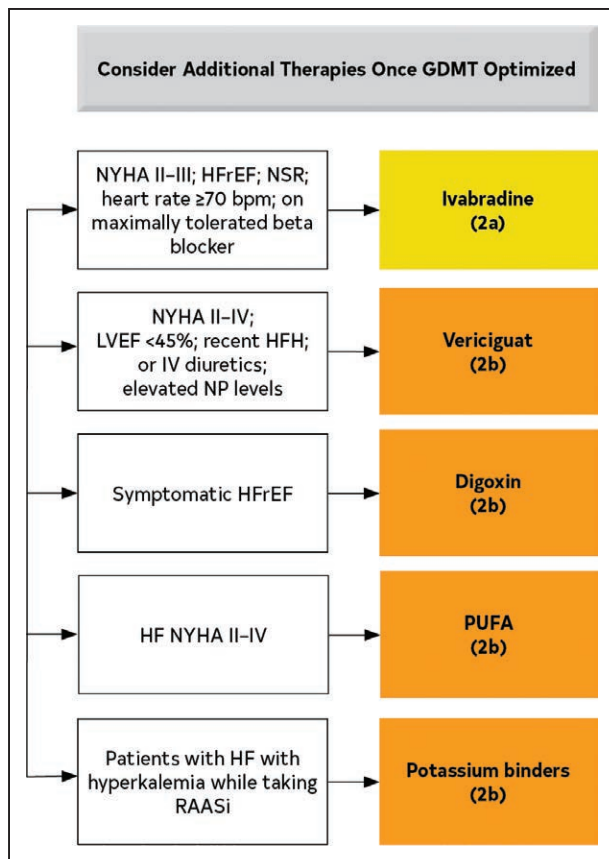 Consider Additional Therapies Once GDMT Optimized
NYHA II–III; HFrEF; NSR;
heart rate ≥70 bpm; on
maximally tolerated beta
blocker
Ivabradine
(2a)
NYHA II–IV;
LVEF <45%; recent HFH;
or IV diuretics;
elevated NP levels
Vericiguat
(2b)
Symptomatic HFrEF
Digoxin
(2b)
HF NYHA II–IV
PUFA
(2b)
Patients with HF with
hyperkalemia while taking
RAASi
Potassium binders
(2b)